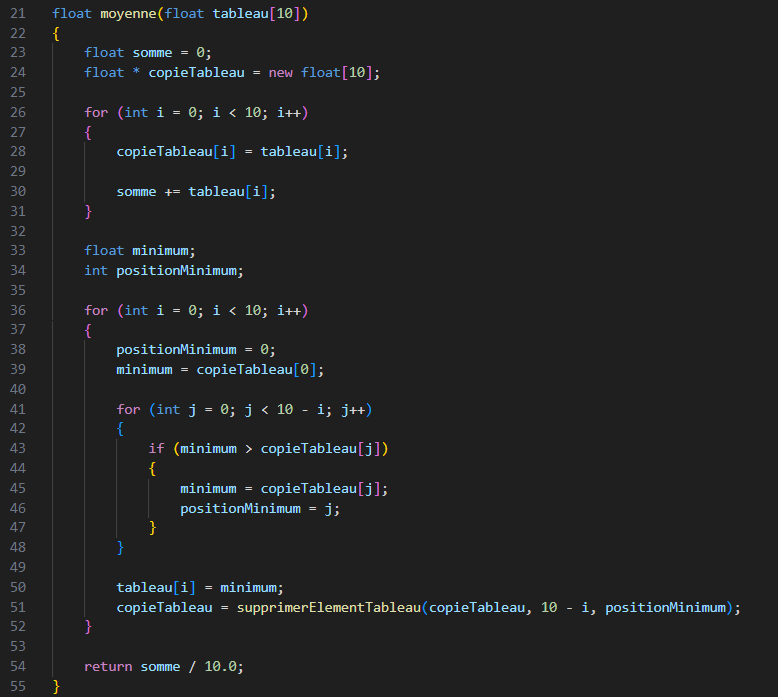 21 float moyenne(float tableau[10])
22 {
23     float somme = 0;
24     float * copieTableau = new float[10];
25
26     for (int i = 0; i < 10; i++)
27     {
28         copieTableau[i] = tableau[i];
29
30         somme += tableau[i];
31     }
32
33     float minimum;
34     int positionMinimum;
35
36     for (int i = 0; i < 10; i++)
37     {
38         positionMinimum = 0;
39         minimum = copieTableau[0];
40
41         for (int j = 0; j < 10 - i; j++)
42         {
43             if (minimum > copieTableau[j])
44             {
45                 minimum = copieTableau[j];
46                 positionMinimum = j;
47             }
48         }
49
50         tableau[i] = minimum;
51         copieTableau = supprimerElementTableau(copieTableau, 10 - i, positionMinimum);
52     }
53
54     return somme / 10.0;
55 }